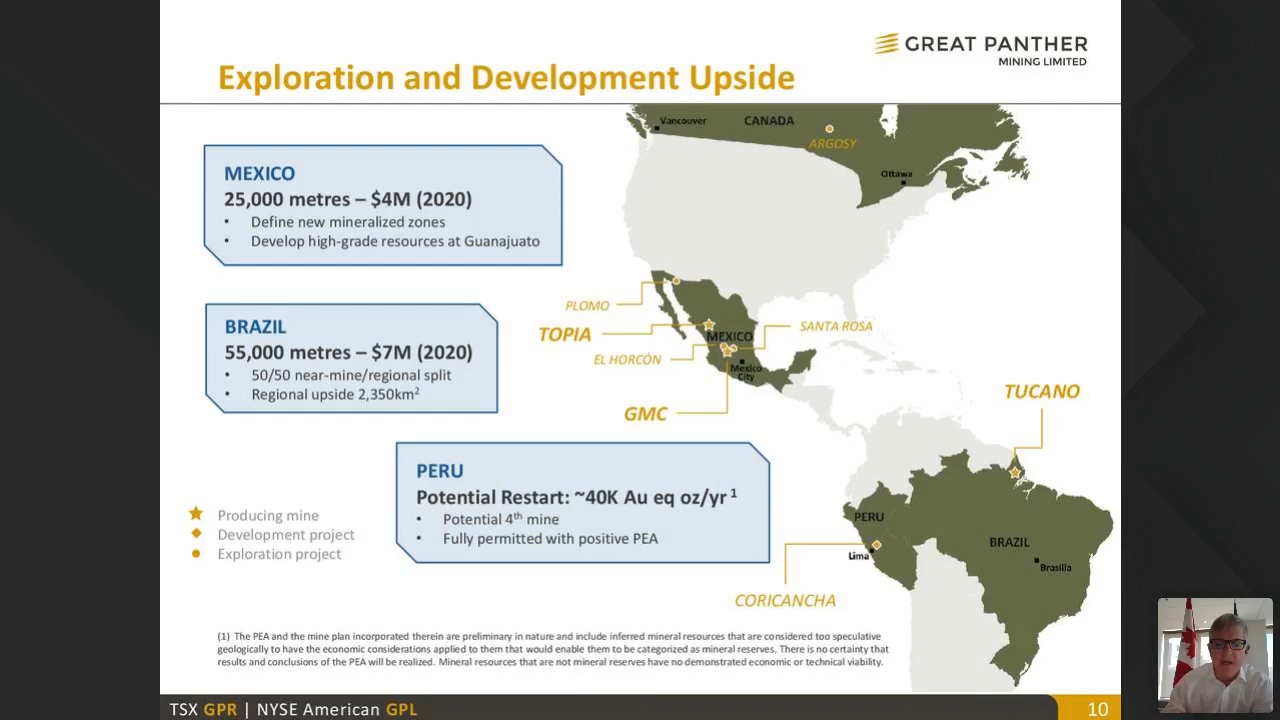 GREAT PANTHER
MINING LIMITED
Exploration and Development Upside
MEXICO
25,000 metres – $4M (2020)
• Define new mineralized zones
• Develop high-grade resources at Guanajuato
BRAZIL
55,000 metres – $7M (2020)
• 50/50 near-mine/regional split
• Regional upside 2,350km²
PERU
Potential Restart: ~40K Au eq oz/yr ¹
• Potential 4th mine
• Fully permitted with positive PEA
Producing mine
Development project
Exploration project
Vancouver
CANADA
ARGOSY
Ottawa
PLOMO
TOPIA
MEXICO
SANTA ROSA
EL HORCÓN
Mexico
City
GMC
TUCANO
PERU
BRAZIL
Lima
Brasilia
CORICANCHA
(1) The PEA and the mine plan incorporated therein are preliminary in nature and include inferred mineral resources that are considered too speculative
geologically to have the economic considerations applied to them that would enable them to be categorized as mineral reserves. There is no certainty that
results and conclusions of the PEA will be realized. Mineral resources that are not mineral reserves have no demonstrated economic or technical viability.
TSX GPR | NYSE American GPL
10